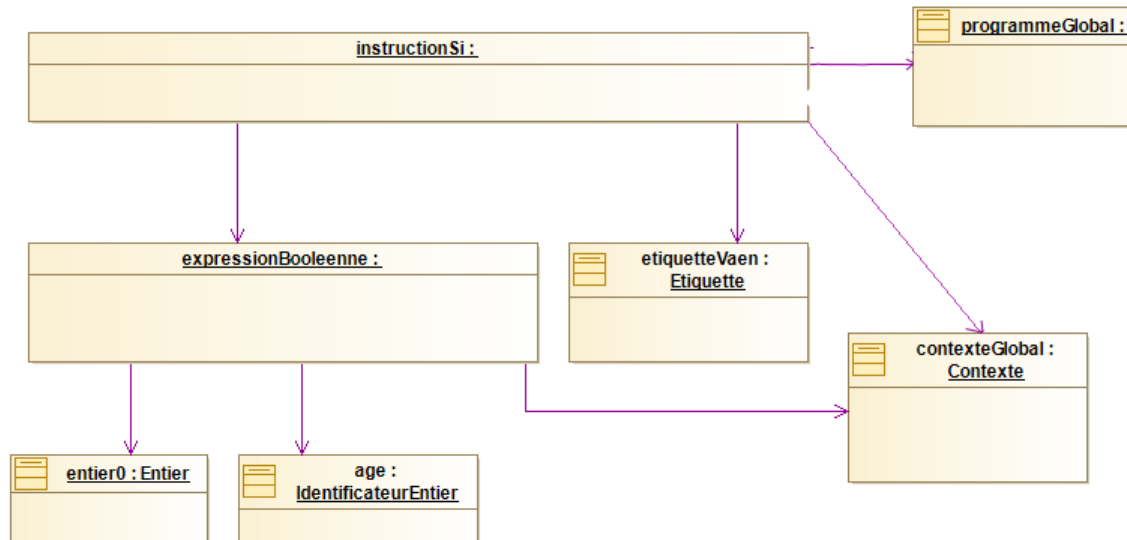 programmeGlobal :
instructionSi :
expressionBooleenne :
etiquetteVaen :
Etiquette
contexteGlobal :
Contexte
entier0 : Entier
age :
IdentificateurEntier